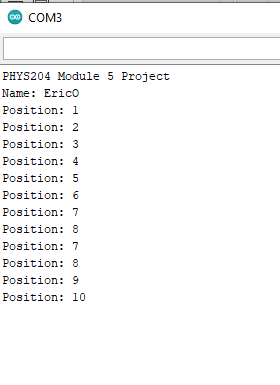 COM3
PHYS204 Module 5 Project
Name: EricO
Position: 1
Position: 2
Position: 3
Position: 4
Position: 5
Position: 6
Position: 7
Position: 8
Position: 7
Position: 8
Position: 9
Position: 10